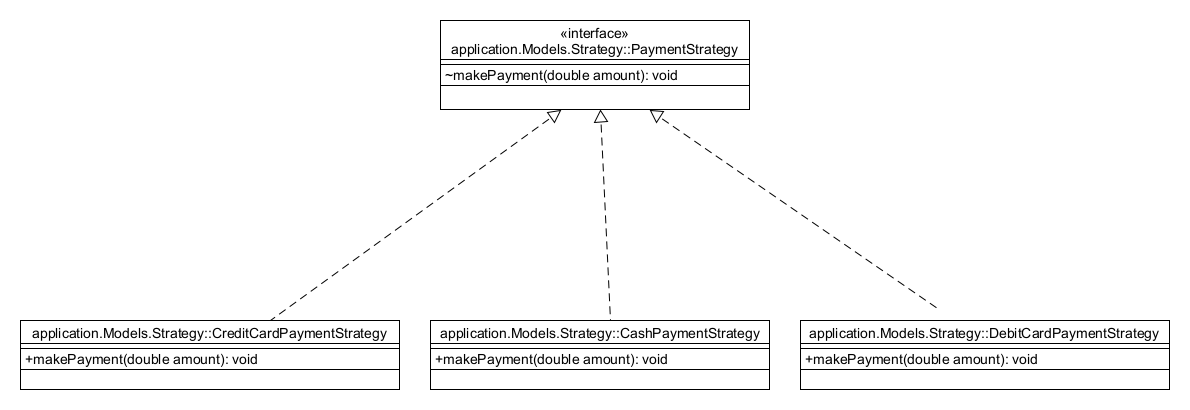 «interface»
application.Models.Strategy::PaymentStrategy
~makePayment(double amount): void
application.Models.Strategy::CreditCardPaymentStrategy
+makePayment(double amount): void
application.Models.Strategy::CashPaymentStrategy
+makePayment(double amount): void
application.Models.Strategy::DebitCardPaymentStrategy
+makePayment(double amount): void